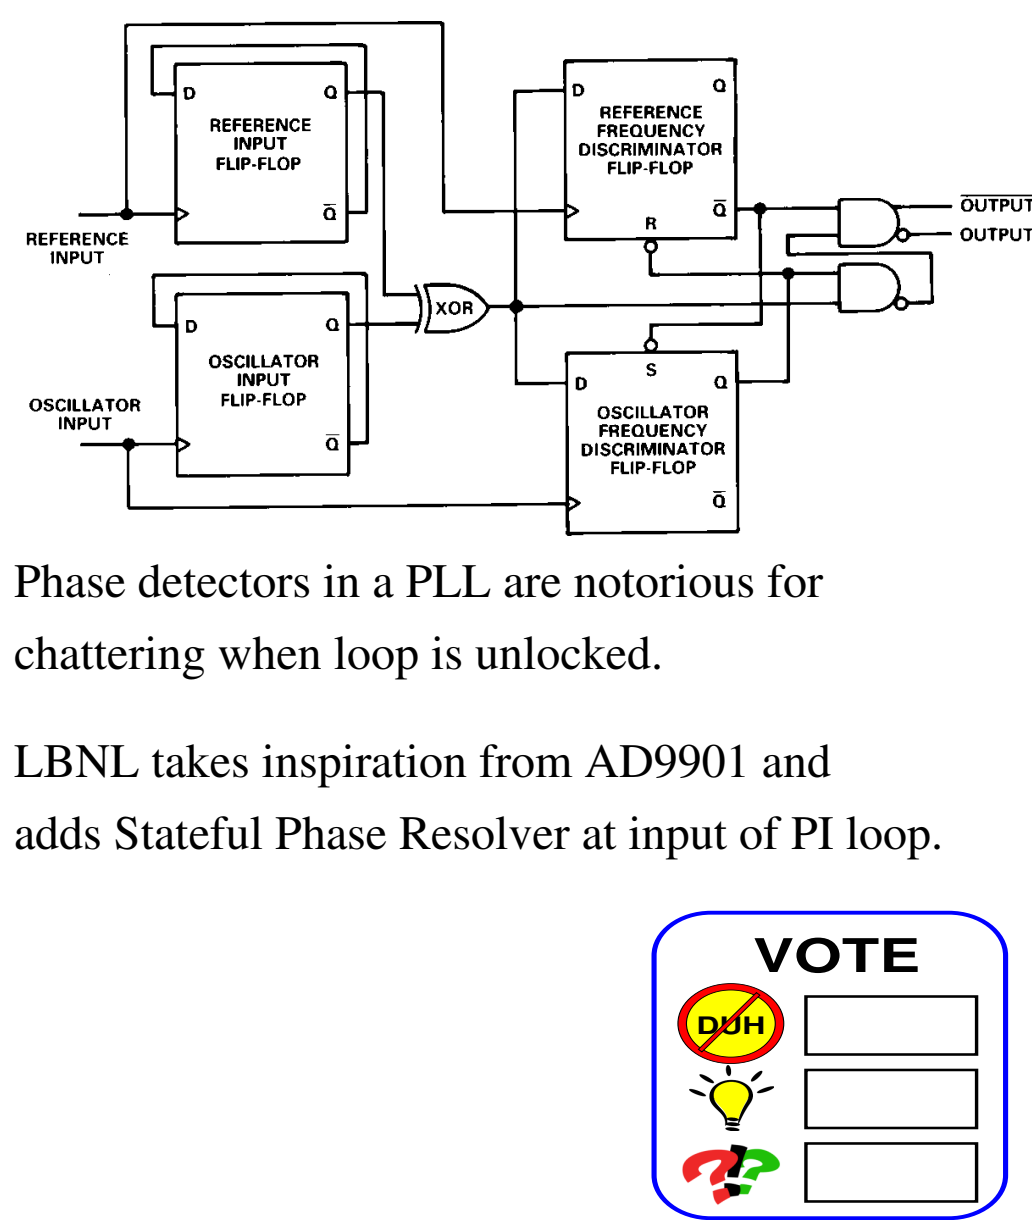 D
Q
REFERENCE
INPUT
FLIP-FLOP
Q̅
REFERENCE
INPUT
D
Q
REFERENCE
FREQUENCY
DISCRIMINATOR
FLIP-FLOP
R
Q̅
O̅U̅T̅P̅U̅T̅
OUTPUT
XOR
D
Q
OSCILLATOR
INPUT
FLIP-FLOP
Q̅
OSCILLATOR
INPUT
S
D
Q
OSCILLATOR
FREQUENCY
DISCRIMINATOR
FLIP-FLOP
Q̅
Phase detectors in a PLL are notorious for
chattering when loop is unlocked.
LBNL takes inspiration from AD9901 and
adds Stateful Phase Resolver at input of PI loop.
VOTE
DUH
?!?